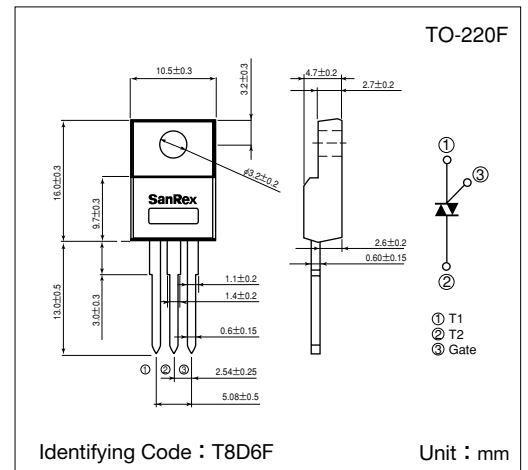 TO-220F
10.5±0.3
3.2±0.3
4.7±0.2
2.7±0.2
16.0±0.3
9.7±0.3
φ3.2±0.2
SanRex
13.0±0.5
3.0±0.3
1.1±0.2
1.4±0.2
0.6±0.15
2.6±0.2
0.60±0.15
① ② ③
2.54±0.25
5.08±0.5
①
③
②
① T1
② T2
③ Gate
Identifying Code：T8D6F
Unit：mm